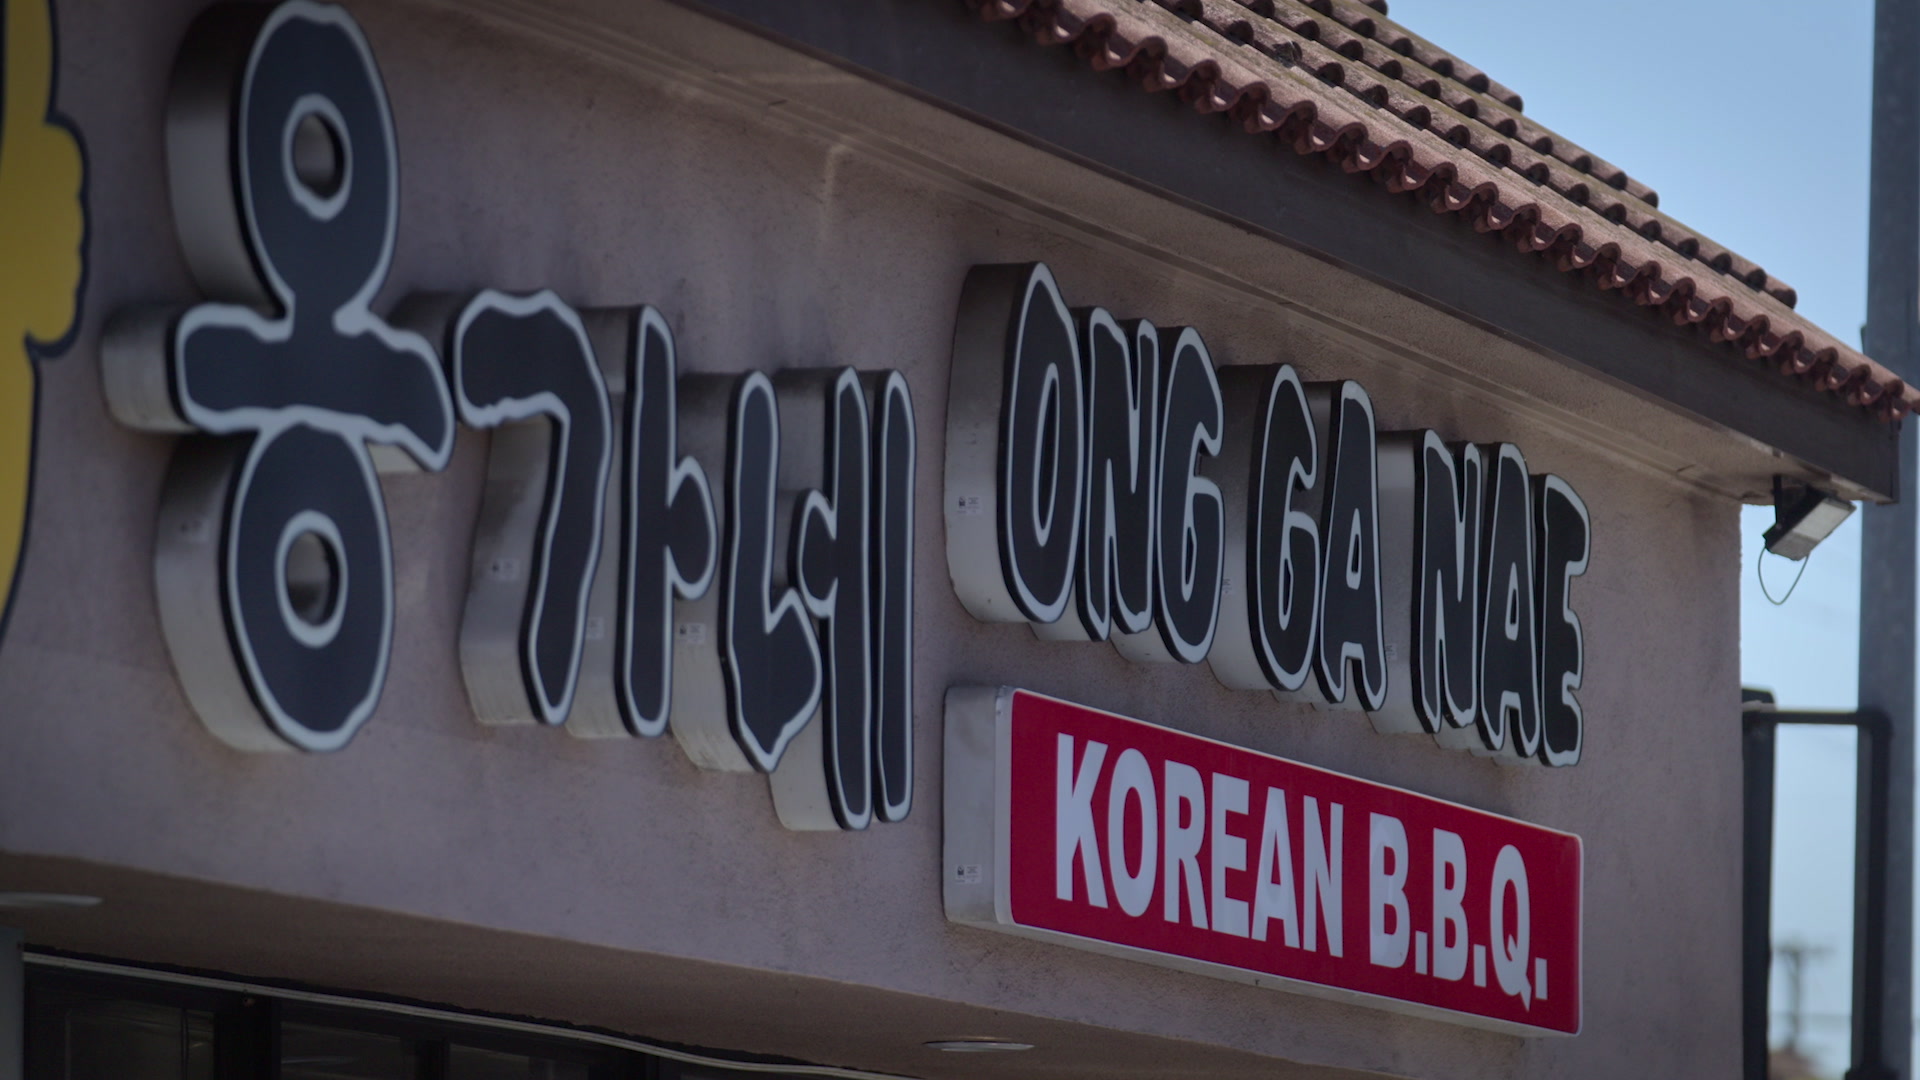 옹가네
ONG GA NAE
KOREAN B.B.Q.